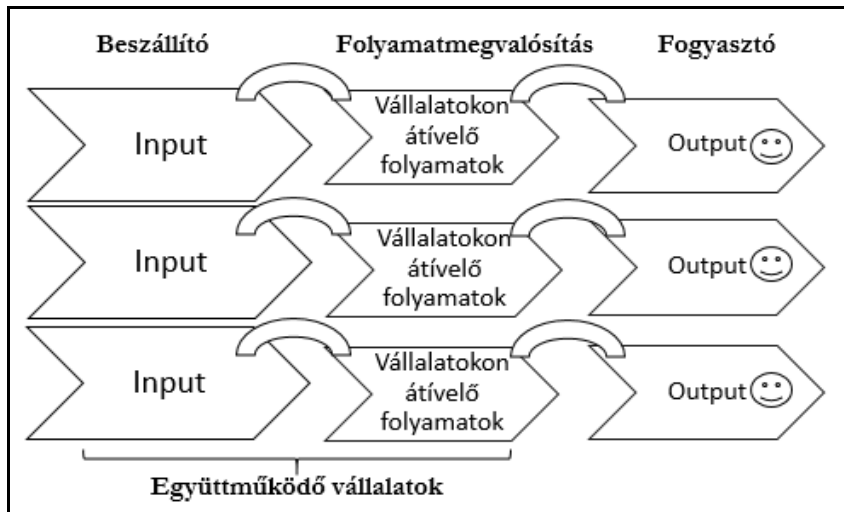 Beszállító
Folyamatmegvalósítás
Fogyasztó
Input
Vállalatokon
átívelő
folyamatok
Output
Input
Vállalatokon
átívelő
folyamatok
Output
Input
Vállalatokon
átívelő
folyamatok
Output
Együttműködő vállalatok